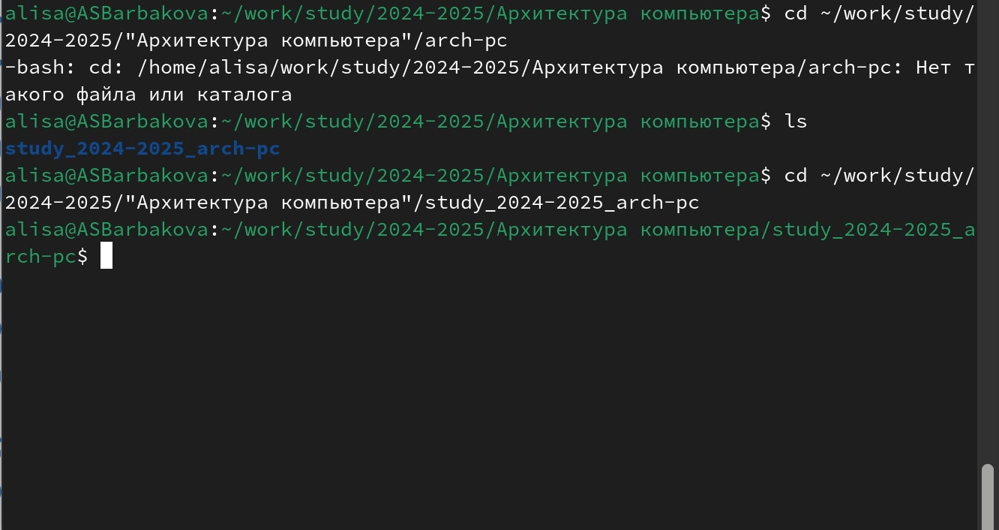 alisa@ASBarbakova:~/work/study/2024-2025/Архитектура компьютера$ cd ~/work/study/
2024-2025/"Архитектура компьютера"/arch-pc
-bash: cd: /home/alisa/work/study/2024-2025/Архитектура компьютера/arch-pc: Нет т
акого файла или каталога
alisa@ASBarbakova:~/work/study/2024-2025/Архитектура компьютера$ ls
study_2024-2025_arch-pc
alisa@ASBarbakova:~/work/study/2024-2025/Архитектура компьютера$ cd ~/work/study/
2024-2025/"Архитектура компьютера"/study_2024-2025_arch-pc
alisa@ASBarbakova:~/work/study/2024-2025/Архитектура компьютера/study_2024-2025_a
rch-pc$